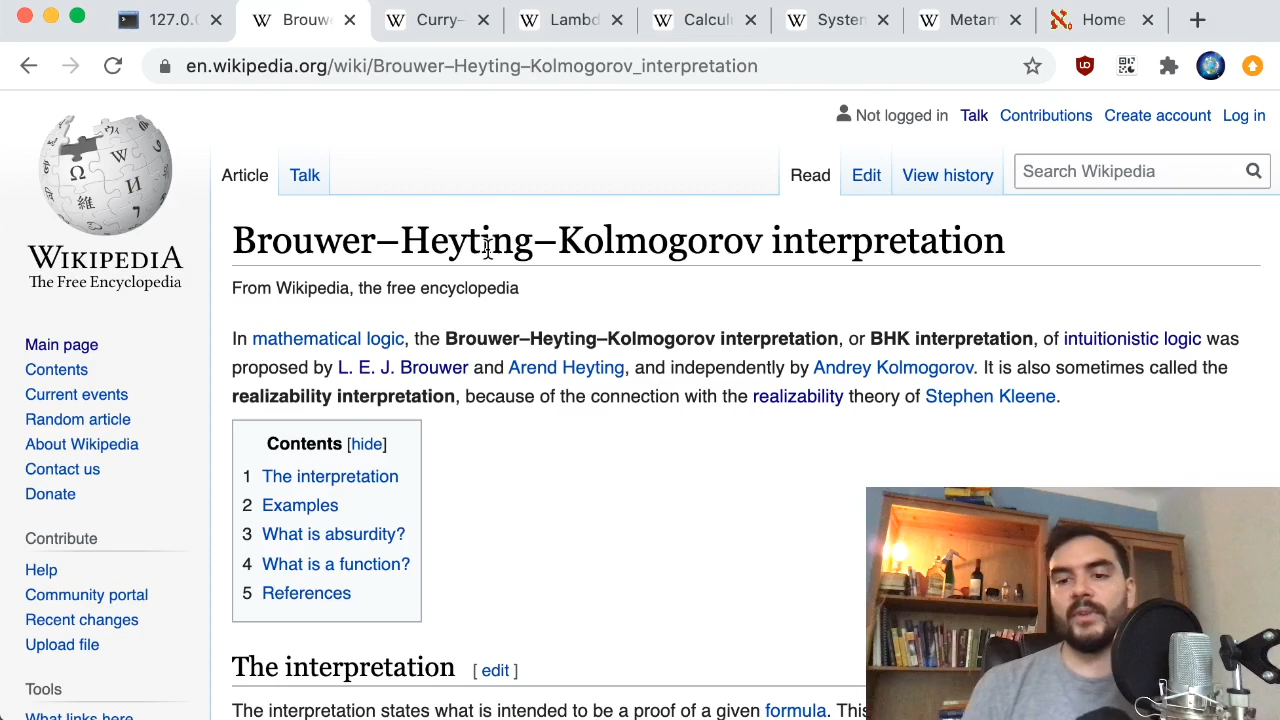 127.0.0
Brouw
Curry–
Lambd
Calculu
System
Metam
Home
en.wikipedia.org/wiki/Brouwer–Heyting–Kolmogorov_interpretation
Not logged in Talk Contributions Create account Log in
Article Talk Read Edit View history Search Wikipedia
WIKIPEDIA
The Free Encyclopedia
Main page
Contents
Current events
Random article
About Wikipedia
Contact us
Donate
Contribute
Help
Community portal
Recent changes
Upload file
Tools
What links here
Brouwer–Heyting–Kolmogorov interpretation
From Wikipedia, the free encyclopedia
In mathematical logic, the Brouwer–Heyting–Kolmogorov interpretation, or BHK interpretation, of intuitionistic logic was
proposed by L. E. J. Brouwer and Arend Heyting, and independently by Andrey Kolmogorov. It is also sometimes called the
realizability interpretation, because of the connection with the realizability theory of Stephen Kleene.
Contents [hide]
1 The interpretation
2 Examples
3 What is absurdity?
4 What is a function?
5 References
The interpretation [ edit ]
The interpretation states what is intended to be a proof of a given formula. This